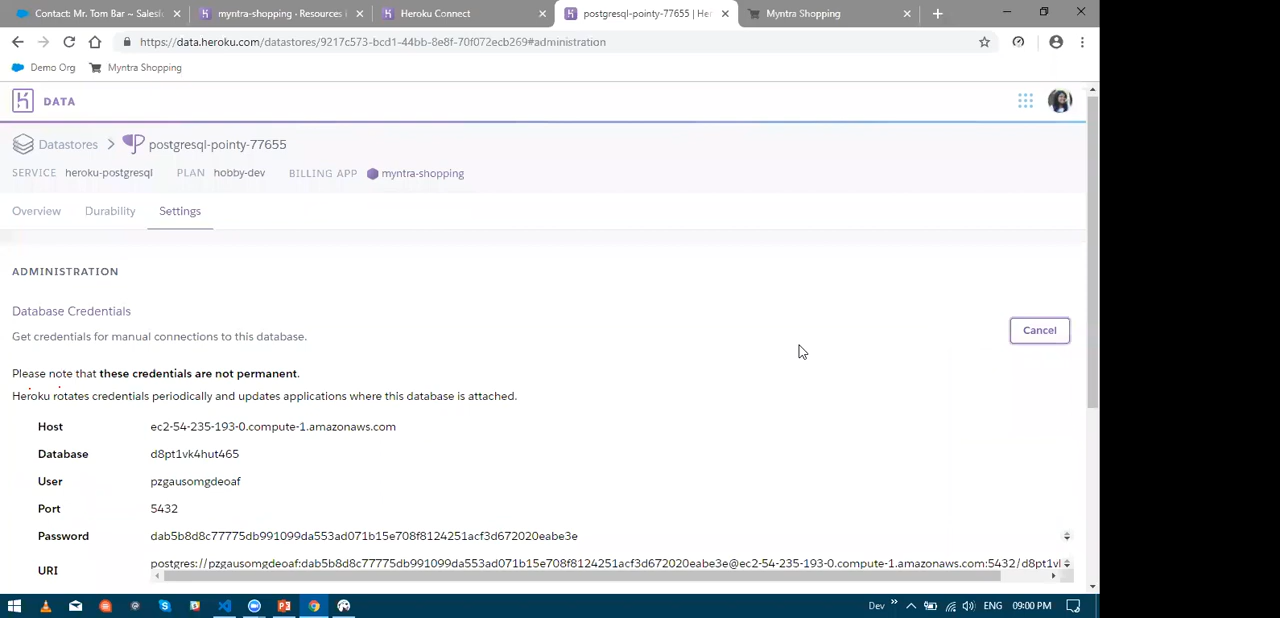 Contact: Mr. Tom Bar ~ Salesfo
myntra-shopping · Resources |
Heroku Connect
postgresql-pointy-77655 | Her
Myntra Shopping
https://data.heroku.com/datastores/9217c573-bcd1-44bb-8e8f-70f072ecb269#administration
Demo Org
Myntra Shopping
DATA
Datastores
postgresql-pointy-77655
SERVICE heroku-postgresql PLAN hobby-dev BILLING APP myntra-shopping
Overview Durability Settings
ADMINISTRATION
Database Credentials
Get credentials for manual connections to this database.
Cancel
Please note that these credentials are not permanent.
Heroku rotates credentials periodically and updates applications where this database is attached.
Host ec2-54-235-193-0.compute-1.amazonaws.com
Database d8pt1vk4hut465
User pzgausomgdeoaf
Port 5432
Password dab5b8d8c77775db991099da553ad071b15e708f8124251acf3d672020eabe3e
URI postgres://pzgausomgdeoaf:dab5b8d8c77775db991099da553ad071b15e708f8124251acf3d672020eabe3e@ec2-54-235-193-0.compute-1.amazonaws.com:5432/d8pt1vl
Dev ENG 09:00 PM